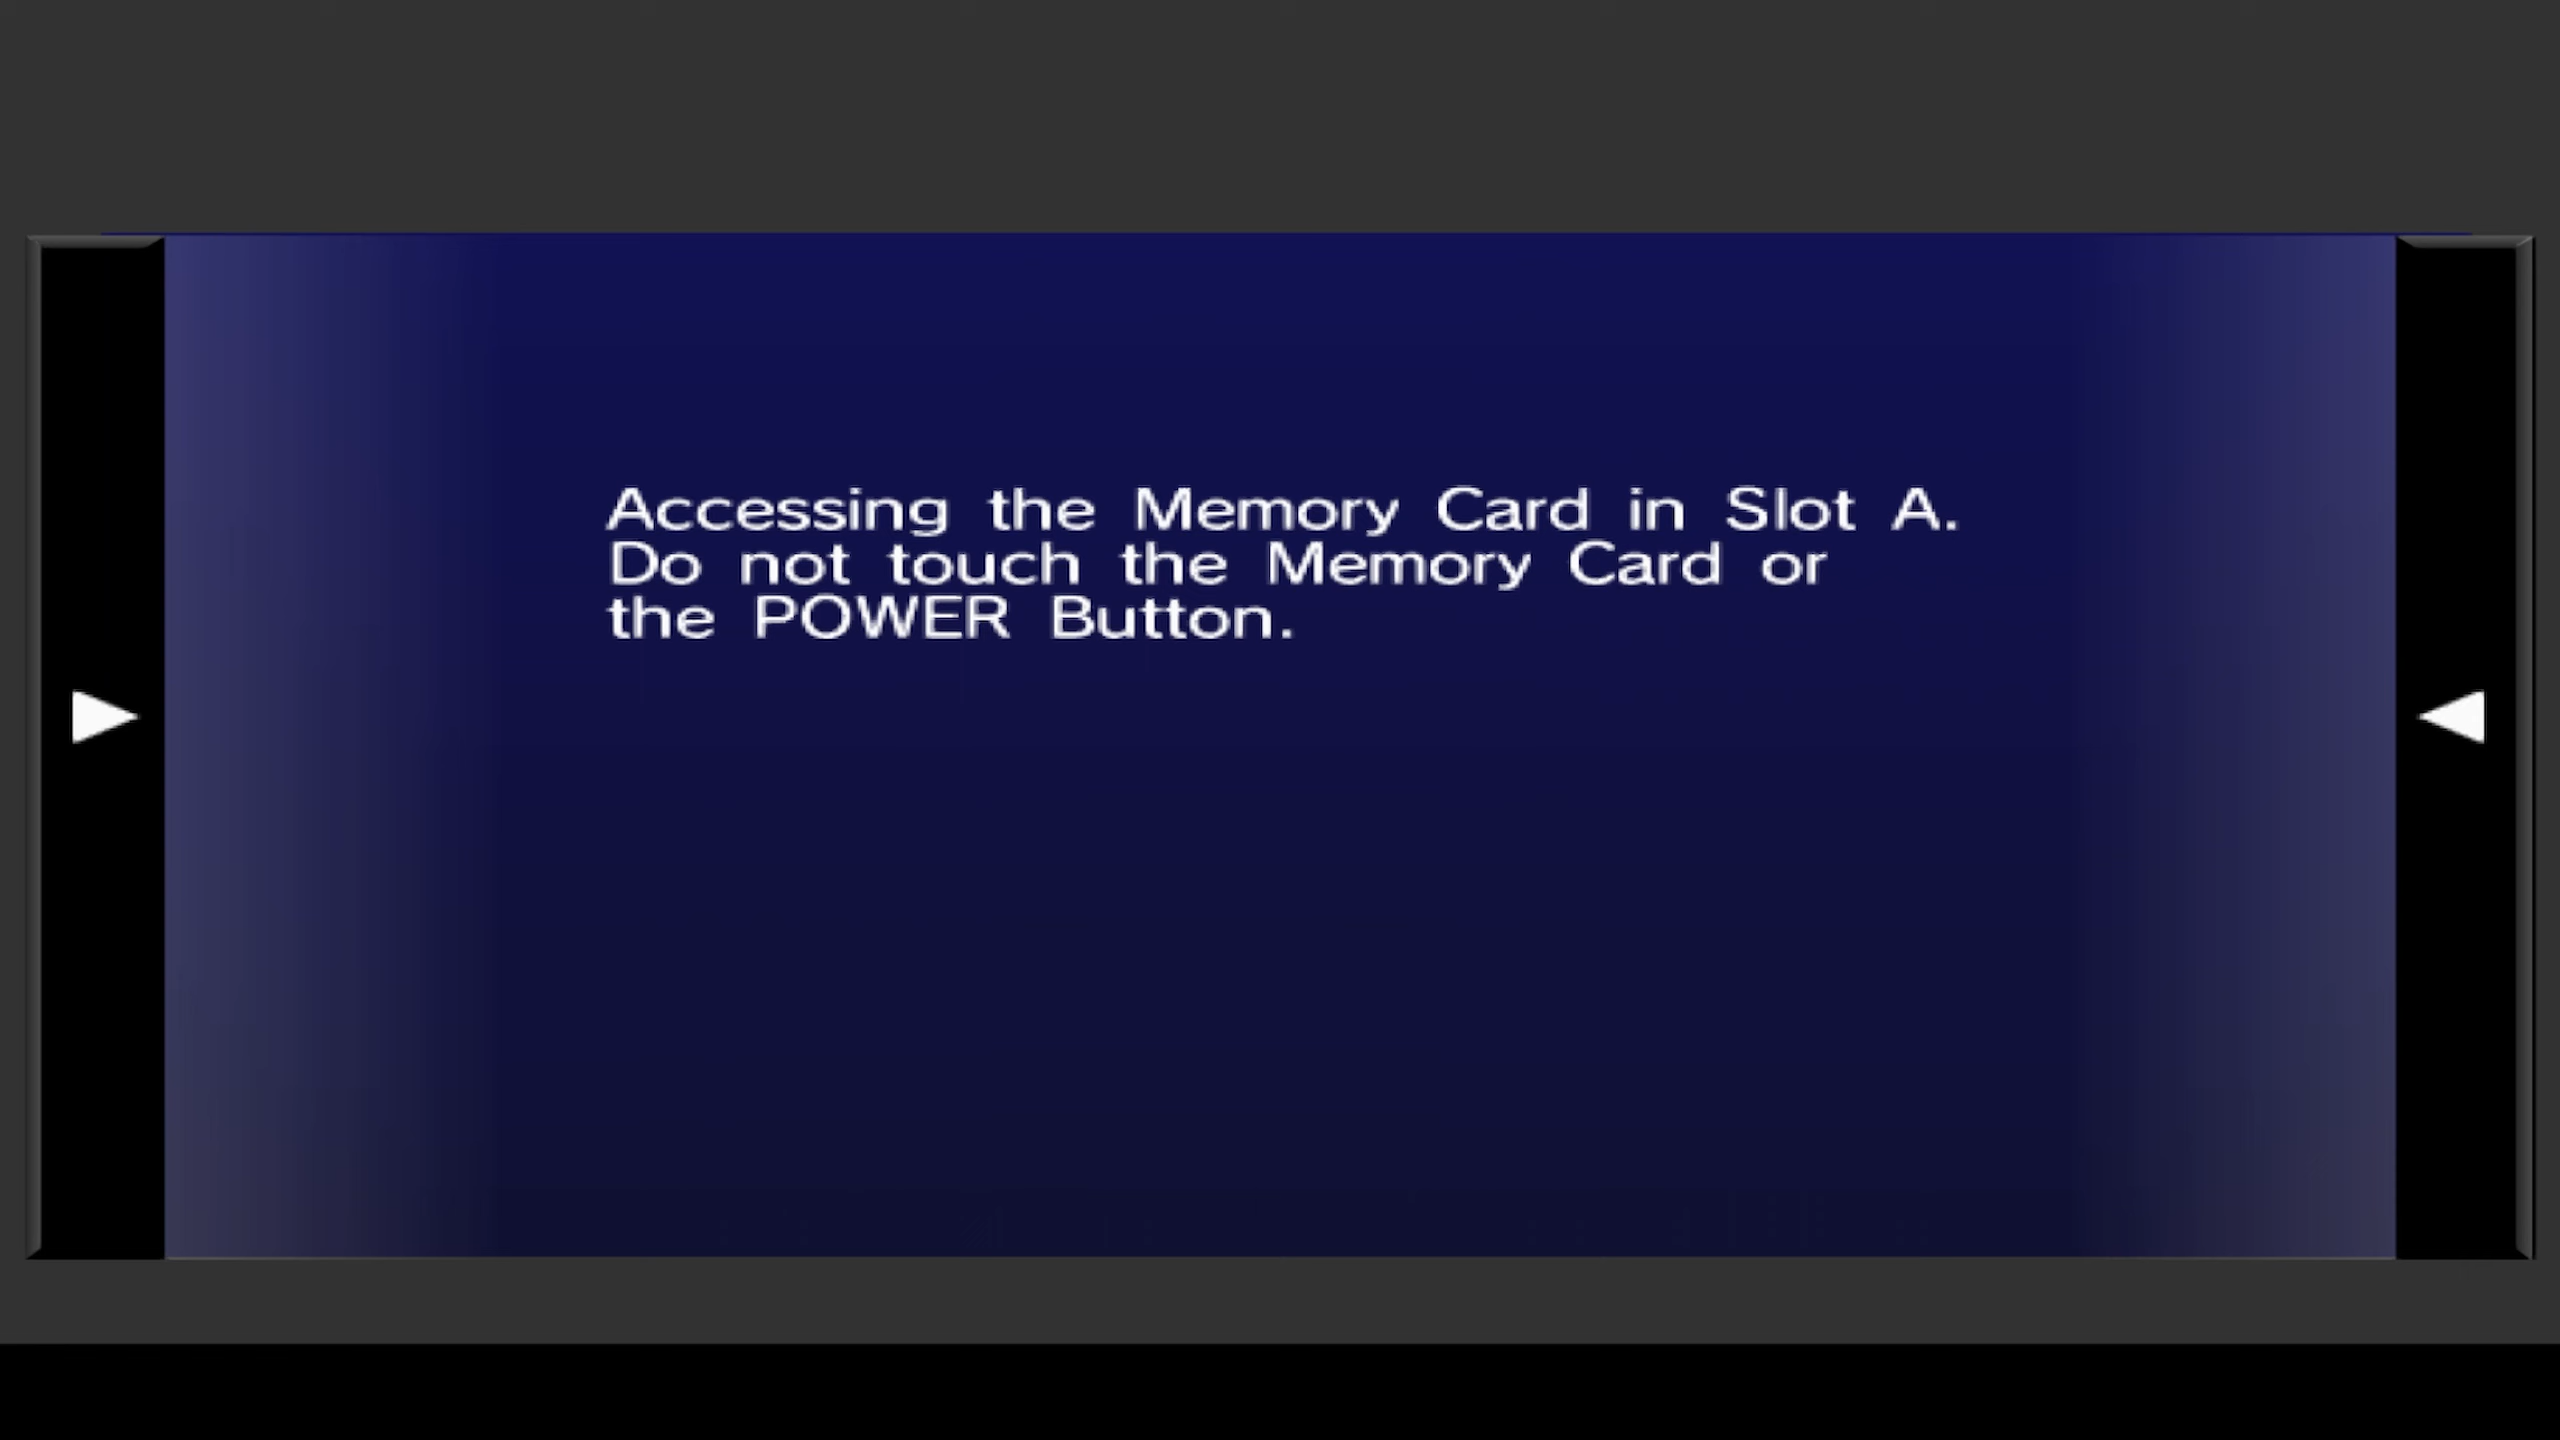 Accessing the Memory Card in Slot A.
Do not touch the Memory Card or
the POWER Button.